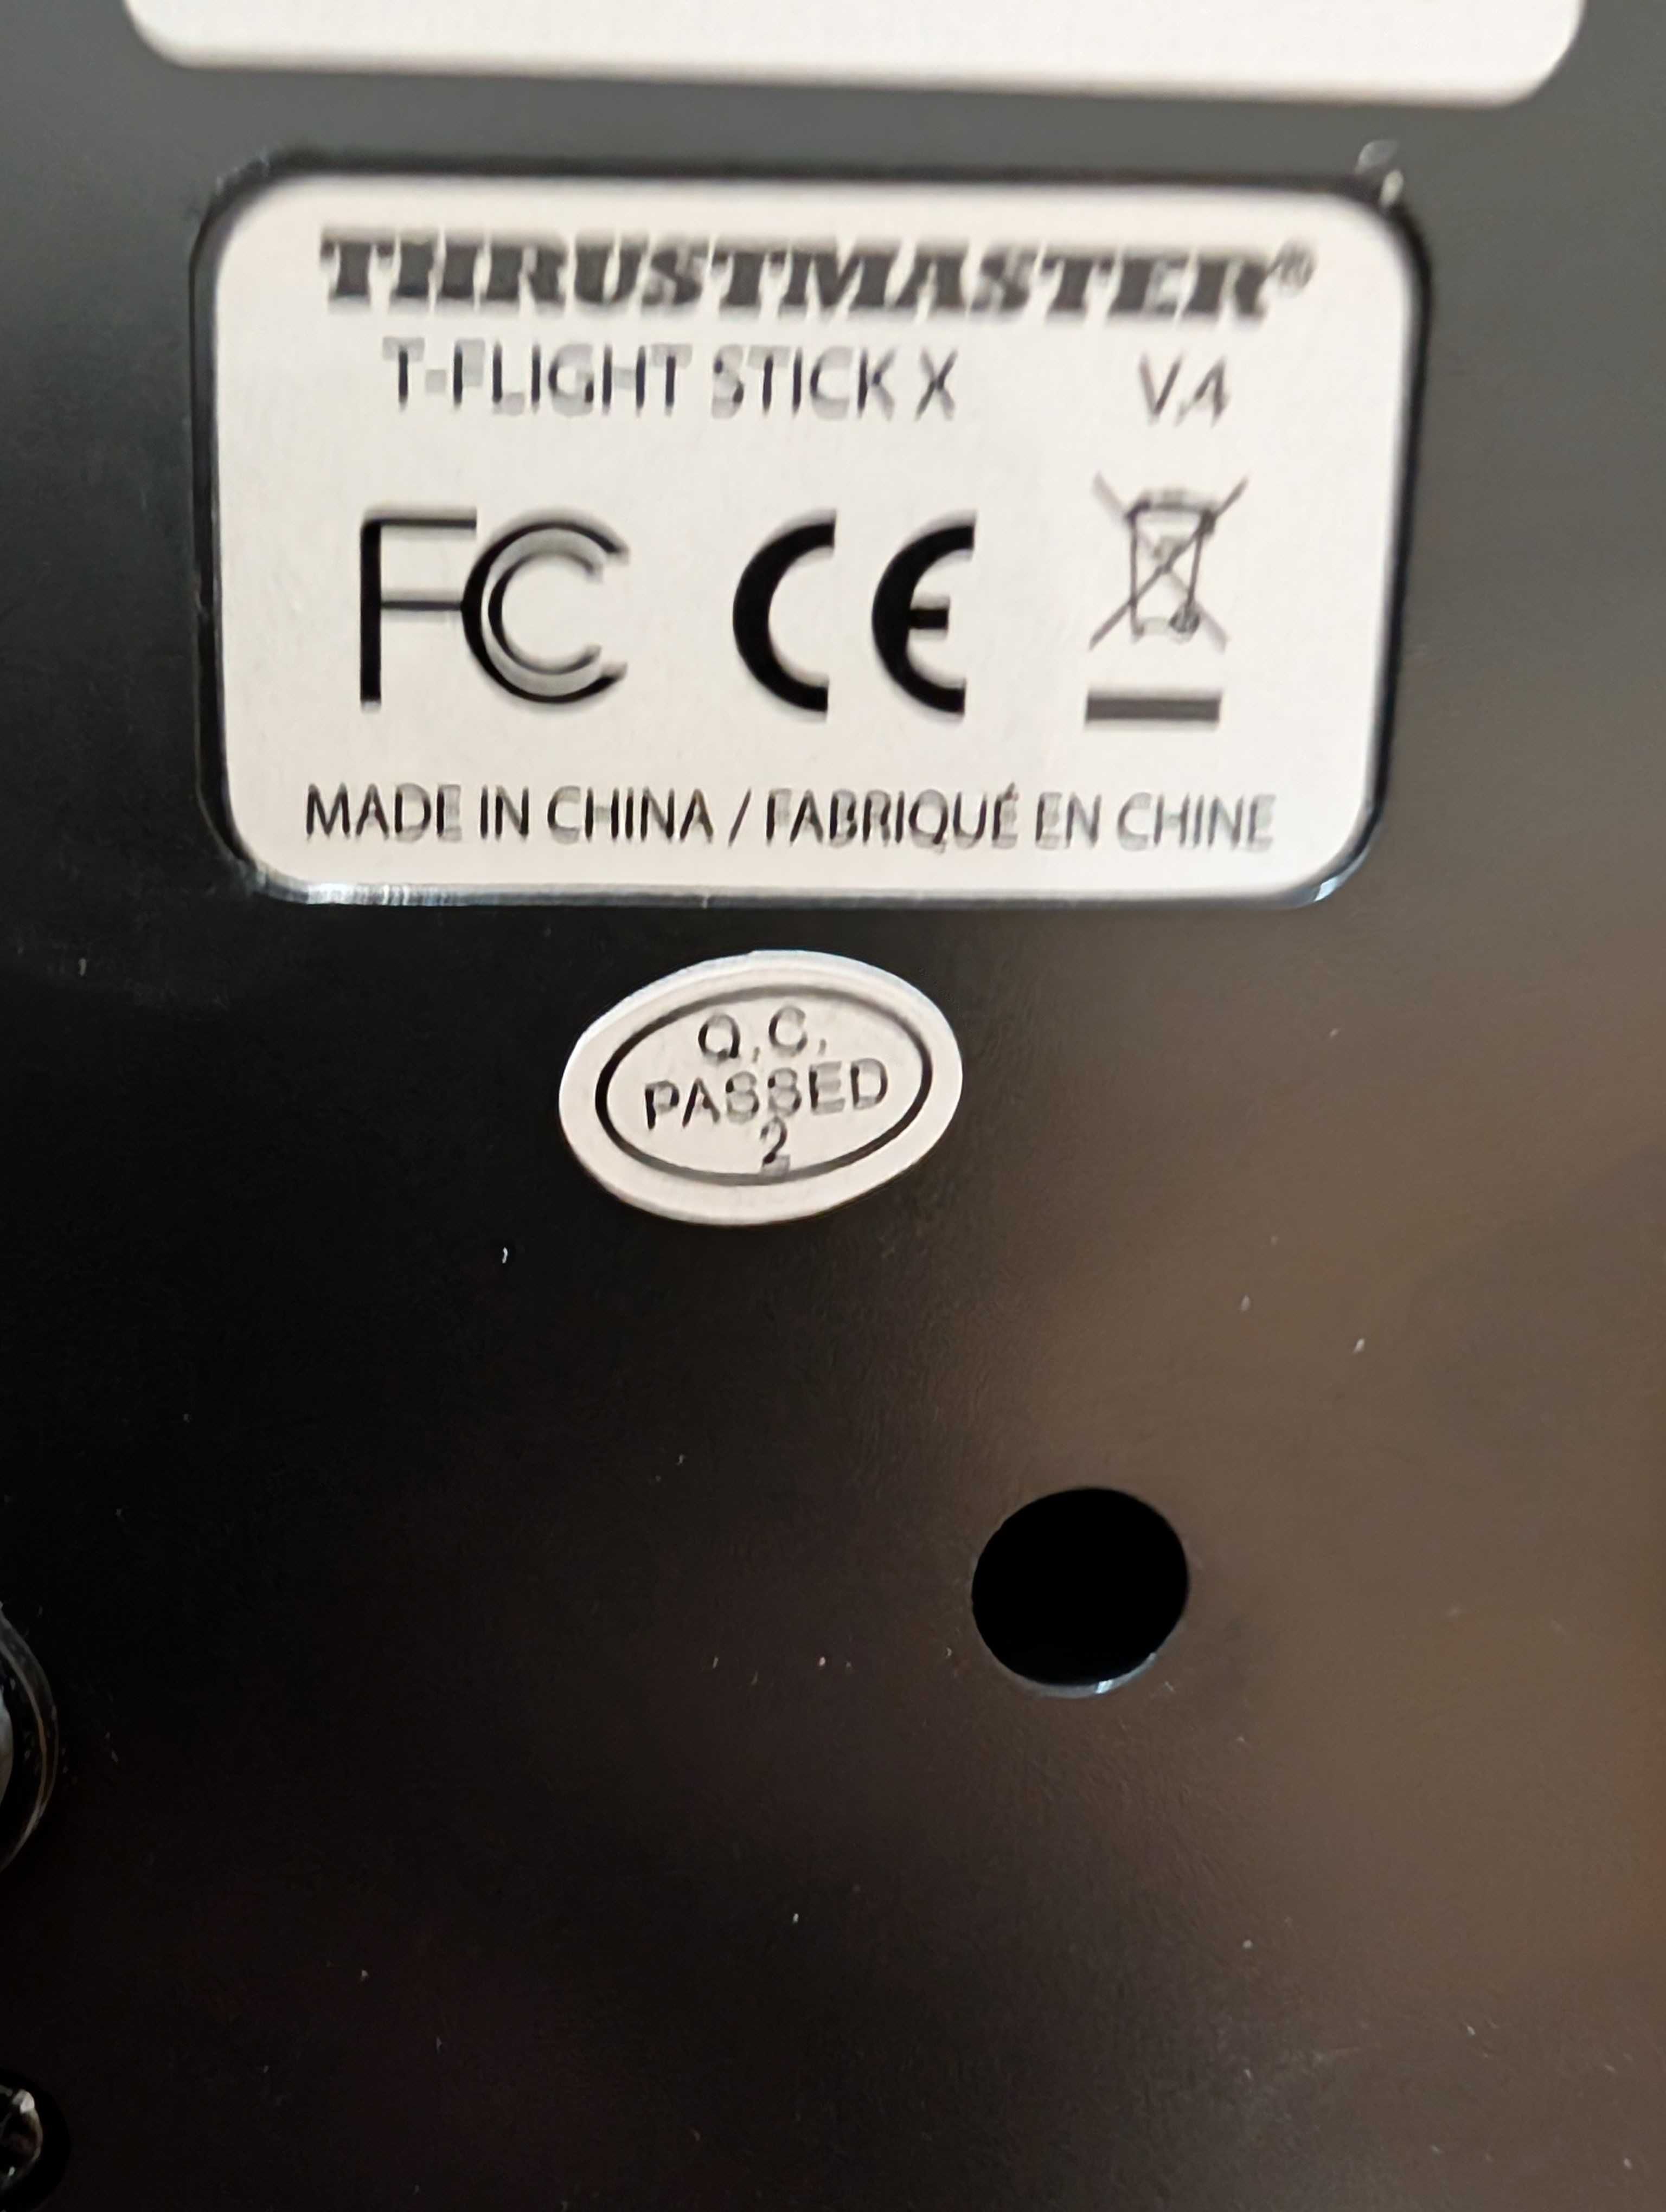 THRUSTMASTER®
T-FLIGHT STICK X V.4
FC CE
MADE IN CHINA / FABRIQUÉ EN CHINE
Q.C.
PASSED
2